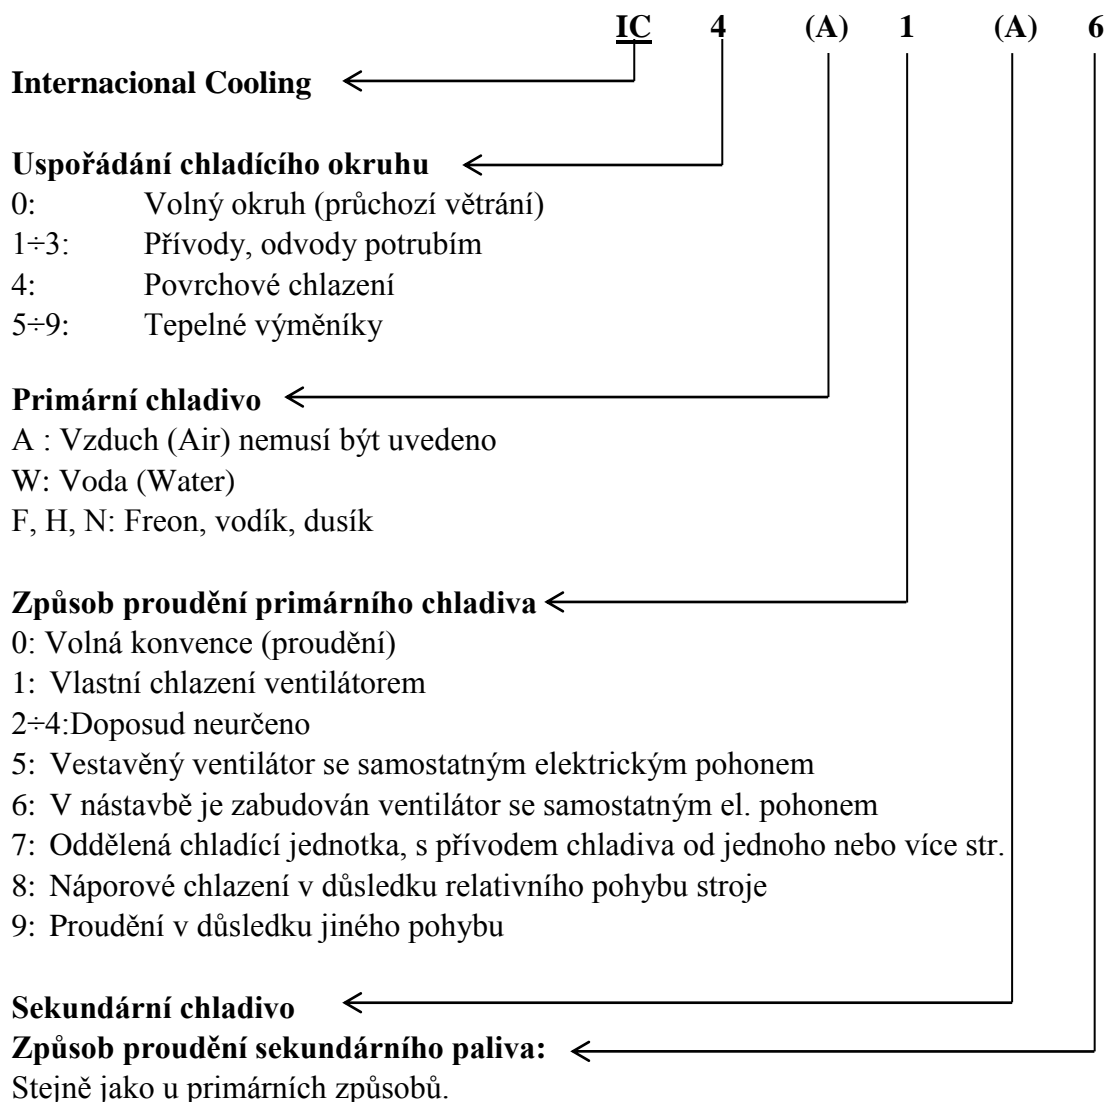 IC 4 (A) 1 (A) 6
Internacional Cooling
Uspořádání chladícího okruhu
0: Volný okruh (průchozí větrání)
1÷3: Přívody, odvody potrubím
4: Povrchové chlazení
5÷9: Tepelné výměníky
Primární chladivo
A : Vzduch (Air) nemusí být uvedeno
W: Voda (Water)
F, H, N: Freon, vodík, dusík
Způsob proudění primárního chladiva
0: Volná konvence (proudění)
1: Vlastní chlazení ventilátorem
2÷4:Doposud neurčeno
5: Vestavěný ventilátor se samostatným elektrickým pohonem
6: V nástavbě je zabudován ventilátor se samostatným el. pohonem
7: Oddělená chladící jednotka, s přívodem chladiva od jednoho nebo více str.
8: Náporové chlazení v důsledku relativního pohybu stroje
9: Proudění v důsledku jiného pohybu
Sekundární chladivo
Způsob proudění sekundárního paliva:
Stejně jako u primárních způsobů.